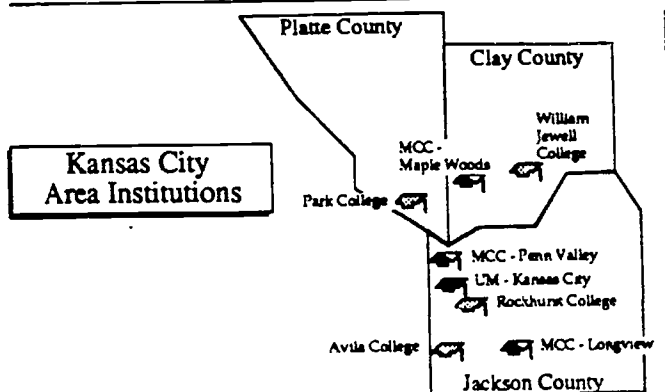 Platte County
Clay County
William
Jewell
College
MCC -
Maple Woods
Kansas City
Area Institutions
Park College
MCC - Penn Valley
UM - Kansas City
Rockhurst College
Avila College
MCC - Longview
Jackson County